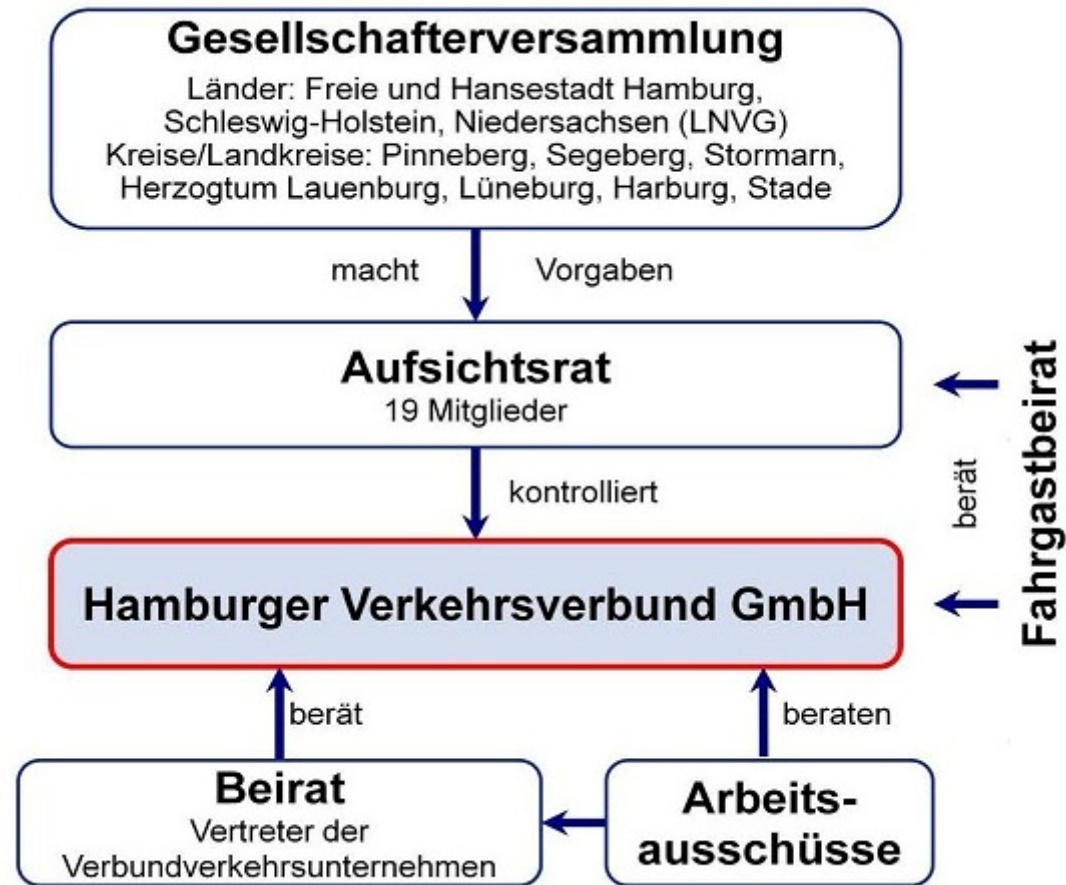 Gesellschafterversammlung
Länder: Freie und Hansestadt Hamburg,
Schleswig-Holstein, Niedersachsen (LNVG)
Kreise/Landkreise: Pinneberg, Segeberg, Stormarn,
Herzogtum Lauenburg, Lüneburg, Harburg, Stade
macht Vorgaben
Aufsichtsrat
19 Mitglieder
kontrolliert
Hamburger Verkehrsverbund GmbH
berät
Fahrgastbeirat
berät
beraten
Beirat
Vertreter der
Verbundverkehrsunternehmen
Arbeits-
ausschüsse